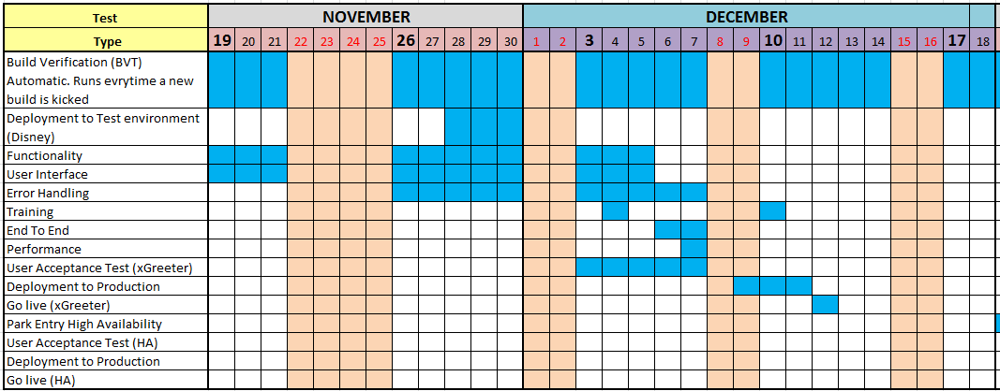 Test NOVEMBER DECEMBER
Type 19 20 21 22 23 24 25 26 27 28 29 30 1 2 3 4 5 6 7 8 9 10 11 12 13 14 15 16 17 18
Build Verification (BVT)
Automatic. Runs evrytime a new
build is kicked
Deployment to Test environment
(Disney)
Functionality
User Interface
Error Handling
Training
End To End
Performance
User Acceptance Test (xGreeter)
Deployment to Production
Go live (xGreeter)
Park Entry High Availability
User Acceptance Test (HA)
Deployment to Production
Go live (HA)